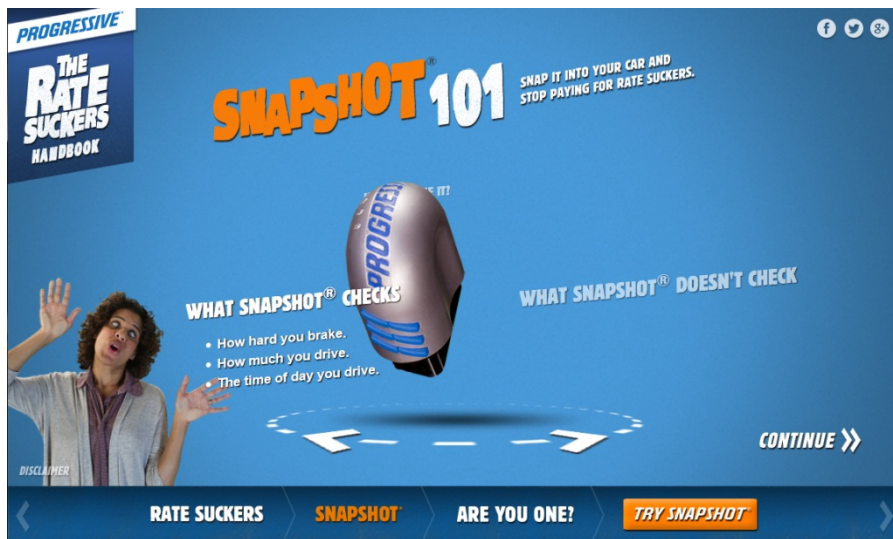 PROGRESSIVE®
THE
RATE
SUCKERS
HANDBOOK
SNAPSHOT® 101
SNAP IT INTO YOUR CAR AND
STOP PAYING FOR RATE SUCKERS.
f
g+
IT?
PROGRESSI
WHAT SNAPSHOT® CHECKS
• How hard you brake.
• How much you drive.
• The time of day you drive.
WHAT SNAPSHOT® DOESN'T CHECK
CONTINUE
DISCLAIMER
RATE SUCKERS
SNAPSHOT®
ARE YOU ONE?
TRY SNAPSHOT®